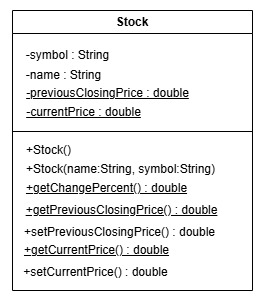 Stock
-symbol : String
-name : String
-previousClosingPrice : double
-currentPrice : double
+Stock()
+Stock(name:String, symbol:String)
+getChangePercent() : double
+getPreviousClosingPrice() : double
+setPreviousClosingPrice() : double
+getCurrentPrice() : double
+setCurrentPrice() : double